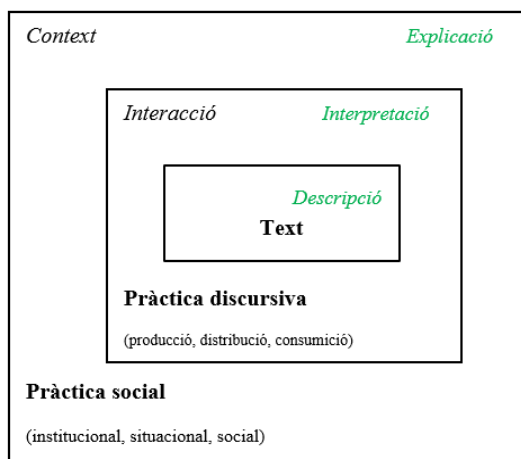 Context Explicació
Interacció Interpretació
Descripció
Text
Pràctica discursiva
(producció, distribució, consumició)
Pràctica social
(institucional, situacional, social)